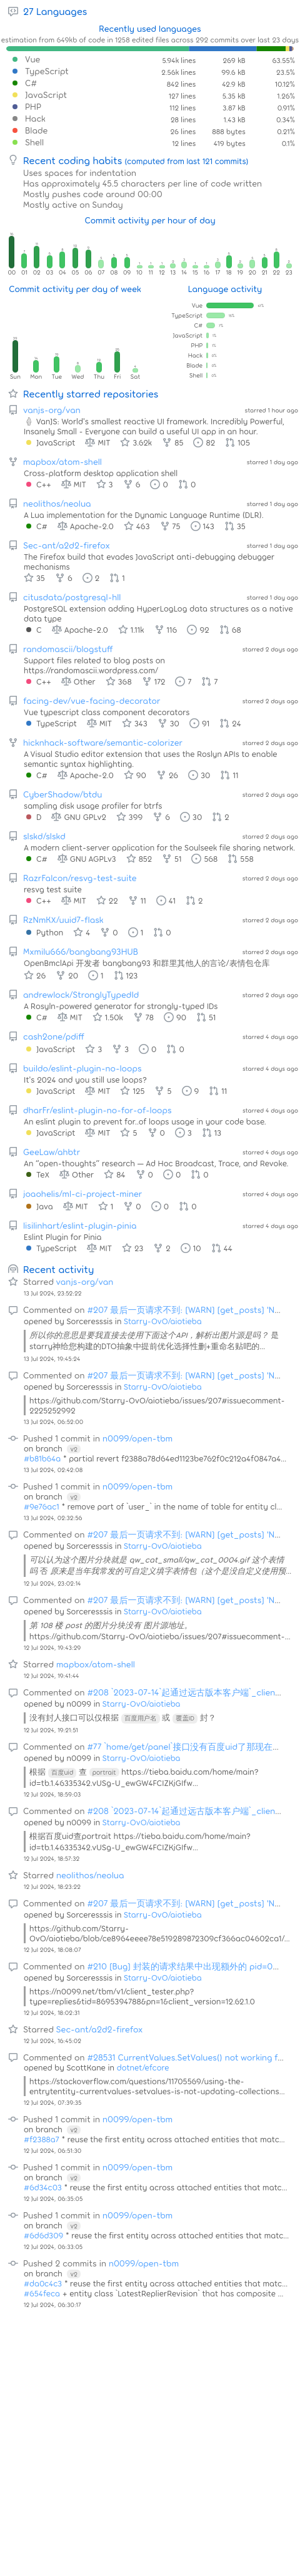 27 Languages
Recently used languages
estimation from 649kb of code in 1258 edited files across 292 commits over last 23 days
Vue 5.94k lines 269 kB 63.55%
TypeScript 2.56k lines 99.6 kB 23.5%
C# 842 lines 42.9 kB 10.12%
JavaScript 127 lines 5.35 kB 1.26%
PHP 112 lines 3.87 kB 0.91%
Hack 28 lines 1.43 kB 0.34%
Blade 26 lines 888 bytes 0.21%
Shell 12 lines 419 bytes 0.1%
Recent coding habits (computed from last 121 commits)
Uses spaces for indentation
Has approximately 45.5 characters per line of code written
Mostly pushes code around 00:00
Mostly active on Sunday
Commit activity per hour of day
00 01 02 03 04 05 06 07 08 09 10 11 12 13 14 15 16 17 18 19 20 21 22 23
Commit activity per day of week
Language activity
Vue
TypeScript
C#
JavaScript
PHP
Hack
Blade
Shell
Sun Mon Tue Wed Thu Fri Sat
Recently starred repositories
vanjs-org/van starred 1 hour ago
🍦 VanJS: World's smallest reactive UI framework. Incredibly Powerful,
Insanely Small - Everyone can build a useful UI app in an hour.
JavaScript MIT 3.62k 85 82 105
mapbox/atom-shell starred 1 day ago
Cross-platform desktop application shell
C++ MIT 3 6 0 0
neolithos/neolua starred 1 day ago
A Lua implementation for the Dynamic Language Runtime (DLR).
C# Apache-2.0 463 75 143 35
Sec-ant/a2d2-firefox starred 1 day ago
The Firefox build that evades JavaScript anti-debugging debugger
mechanisms
35 6 2 1
citusdata/postgresql-hll starred 1 day ago
PostgreSQL extension adding HyperLogLog data structures as a native
data type
C Apache-2.0 1.11k 116 92 68
randomascii/blogstuff starred 2 days ago
Support files related to blog posts on
https://randomascii.wordpress.com/
C++ Other 368 172 7 7
facing-dev/vue-facing-decorator starred 2 days ago
Vue typescript class component decorators
TypeScript MIT 343 30 91 24
hicknhack-software/semantic-colorizer starred 2 days ago
A Visual Studio editor extension that uses the Roslyn APIs to enable
semantic syntax highlighting.
C# Apache-2.0 90 26 30 11
CyberShadow/btdu starred 2 days ago
sampling disk usage profiler for btrfs
D GNU GPLv2 399 6 30 2
slskd/slskd starred 2 days ago
A modern client-server application for the Soulseek file sharing network.
C# GNU AGPLv3 852 51 568 558
RazrFalcon/resvg-test-suite starred 2 days ago
resvg test suite
C++ MIT 22 11 41 2
RzNmKX/uuid7-flask starred 2 days ago
Python 4 0 1 0
Mxmilu666/bangbang93HUB starred 2 days ago
OpenBmclApi 开发者 bangbang93 和群里其他人的言论/表情包仓库
26 20 1 123
andrewlock/StronglyTypedId starred 2 days ago
A Rosyln-powered generator for strongly-typed IDs
C# MIT 1.50k 78 90 51
cash2one/pdiff starred 4 days ago
JavaScript 3 3 0 0
buildo/eslint-plugin-no-loops starred 4 days ago
It's 2024 and you still use loops?
JavaScript MIT 125 5 9 11
dharFr/eslint-plugin-no-for-of-loops starred 4 days ago
An eslint plugin to prevent for..of loops usage in your code base.
JavaScript MIT 5 0 3 13
GeeLaw/ahbtr starred 4 days ago
An "open-thoughts" research — Ad Hoc Broadcast, Trace, and Revoke.
TeX Other 84 0 0 0
joaohelis/ml-ci-project-miner starred 4 days ago
Java MIT 1 0 0 0
lisilinhart/eslint-plugin-pinia starred 4 days ago
Eslint Plugin for Pinia
TypeScript MIT 23 2 10 44
Recent activity
Starred vanjs-org/van
13 Jul 2024, 23:52:22
Commented on #207 最后一页请求不到: [WARN] [get_posts] 'N...
opened by Sorceresssis in Starry-OvO/aiotieba
所以你的意思是要我直接去使用下面这个API，解析出图片源是吗？ 是
starry神给您构建的DTO抽象中提前优化选择性删+重命名贴吧的...
13 Jul 2024, 19:45:24
Commented on #207 最后一页请求不到: [WARN] [get_posts] 'N...
opened by Sorceresssis in Starry-OvO/aiotieba
https://github.com/Starry-OvO/aiotieba/issues/207#issuecomment-
2225252992
13 Jul 2024, 06:52:00
Pushed 1 commit in n0099/open-tbm
on branch v2
#b81b64a * partial revert f2388a78d64ed1123be762f0c212a4f0847a4...
13 Jul 2024, 02:42:08
Pushed 1 commit in n0099/open-tbm
on branch v2
#9e76ac1 * remove part of `user_` in the name of table for entity cl...
13 Jul 2024, 02:32:56
Commented on #207 最后一页请求不到: [WARN] [get_posts] 'N...
opened by Sorceresssis in Starry-OvO/aiotieba
可以认为这个图片分块就是 qw_cat_small/qw_cat_0004.gif 这个表情
吗 否 原来是当年我常发的可自定义填字表情包（这个是没自定义使用预...
12 Jul 2024, 23:02:14
Commented on #207 最后一页请求不到: [WARN] [get_posts] 'N...
opened by Sorceresssis in Starry-OvO/aiotieba
第 108 楼 post 的图片分块没有 图片源地址。
https://github.com/Starry-OvO/aiotieba/issues/207#issuecomment-...
12 Jul 2024, 19:43:29
Starred mapbox/atom-shell
12 Jul 2024, 19:41:44
Commented on #208 `2023-07-14`起通过远古版本客户端`_clien...
opened by n0099 in Starry-OvO/aiotieba
没有封人接口可以仅根据 百度用户名 或 覆盖ID 封？
12 Jul 2024, 19:21:51
Commented on #77 `home/get/panel`接口没有百度uid了那现在...
opened by n0099 in Starry-OvO/aiotieba
根据 百度uid 查 portrait https://tieba.baidu.com/home/main?
id=tb.1.46335342.vUSg-U_ewGW4FCIZKjGifw...
12 Jul 2024, 18:59:03
Commented on #208 `2023-07-14`起通过远古版本客户端`_clien...
opened by n0099 in Starry-OvO/aiotieba
根据百度uid查portrait https://tieba.baidu.com/home/main?
id=tb.1.46335342.vUSg-U_ewGW4FCIZKjGifw...
12 Jul 2024, 18:57:32
Starred neolithos/neolua
12 Jul 2024, 18:23:22
Commented on #207 最后一页请求不到: [WARN] [get_posts] 'N...
opened by Sorceresssis in Starry-OvO/aiotieba
https://github.com/Starry-
OvO/aiotieba/blob/ce8964eeee78e519289872309cf366ac04602ca1/...
12 Jul 2024, 18:08:07
Commented on #210 [Bug] 封装的请求结果中出现额外的 pid=0...
opened by Sorceresssis in Starry-OvO/aiotieba
https://n0099.net/tbm/v1/client_tester.php?
type=replies&tid=8695394788&pn=1&client_version=12.62.1.0
12 Jul 2024, 18:02:31
Starred Sec-ant/a2d2-firefox
12 Jul 2024, 16:45:02
Commented on #28531 CurrentValues.SetValues() not working f...
opened by ScottKane in dotnet/efcore
https://stackoverflow.com/questions/11705569/using-the-
entrytentity-currentvalues-setvalues-is-not-updating-collections...
12 Jul 2024, 07:39:35
Pushed 1 commit in n0099/open-tbm
on branch v2
#f2388a7 * reuse the first entity across attached entities that matc...
12 Jul 2024, 06:51:30
Pushed 1 commit in n0099/open-tbm
on branch v2
#6d34c03 * reuse the first entity across attached entities that matc...
12 Jul 2024, 06:35:05
Pushed 1 commit in n0099/open-tbm
on branch v2
#6d6d309 * reuse the first entity across attached entities that matc...
12 Jul 2024, 06:33:05
Pushed 2 commits in n0099/open-tbm
on branch v2
#da0c4c3 * reuse the first entity across attached entities that matc...
#654feca + entity class `LatestReplierRevision` that has composite ...
12 Jul 2024, 06:30:17